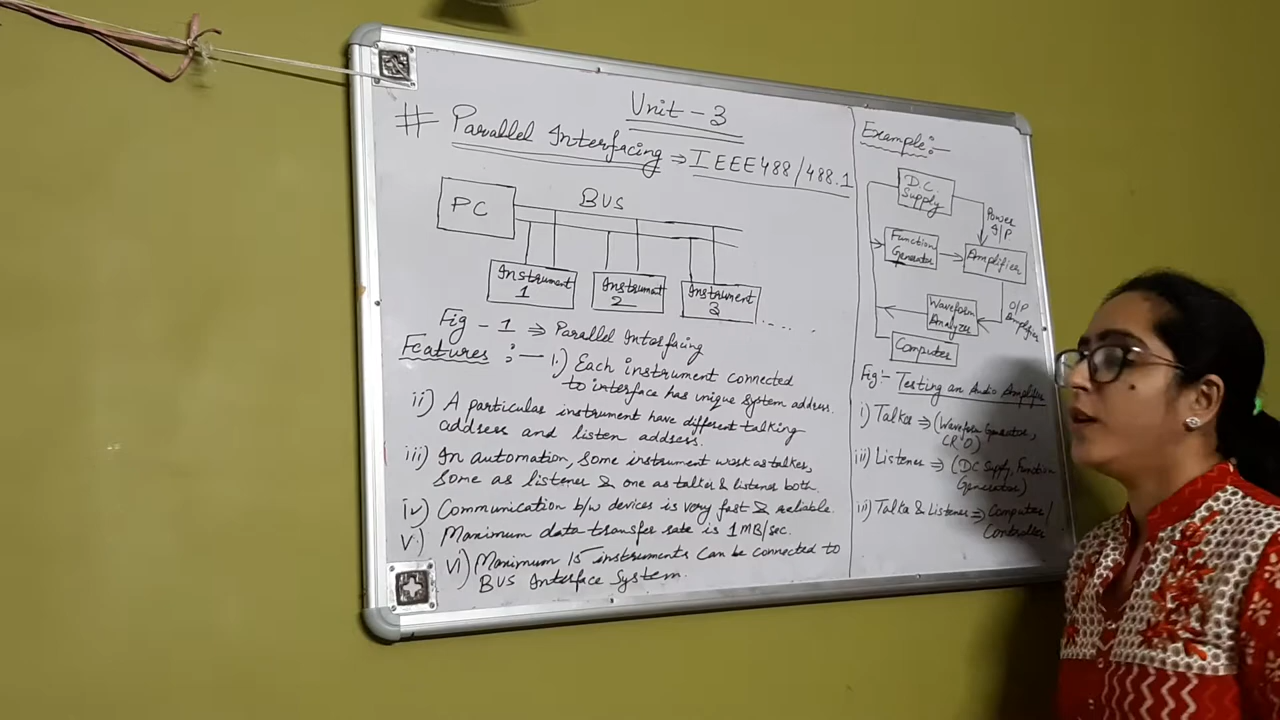 Unit - 3
# Parallel Interfacing ⇒ IEEE 488/488.1
PC
BUS
Instrument
1
Instrument
2
Instrument
3
Fig - 1 ⇒ Parallel Interfacing
Features :— i.) Each instrument connected
to interface has unique system address.
ii) A particular instrument have different talking
address and listen address.
iii) In automation, some instrument work as talker,
Some as listener & one as talker & listener both.
iv) Communication b/w devices is very fast & reliable.
v.) Maximum data transfer rate is 1 MB/sec.
vi) Maximum 15 instruments can be connected to
BUS Interface System.
Example:—
D.C.
Supply
Power
I/P
Function
Generator
Amplifier
O/P
Amplifier
Waveform
Analyzer
Computer
Fig:- Testing an Audio Amplifier
i) Talker ⇒ (Waveform Generator,
CRO)
iii) Listener ⇒ (DC Supply, Function
Generator)
iii) Talker & Listener ⇒ Computer/
Controller